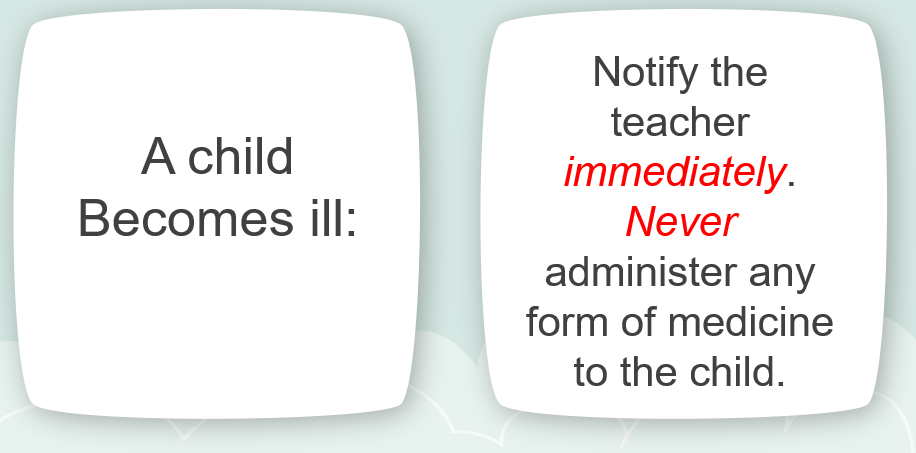 A child
Becomes ill:
Notify the
teacher
immediately.
Never
administer any
form of medicine
to the child.